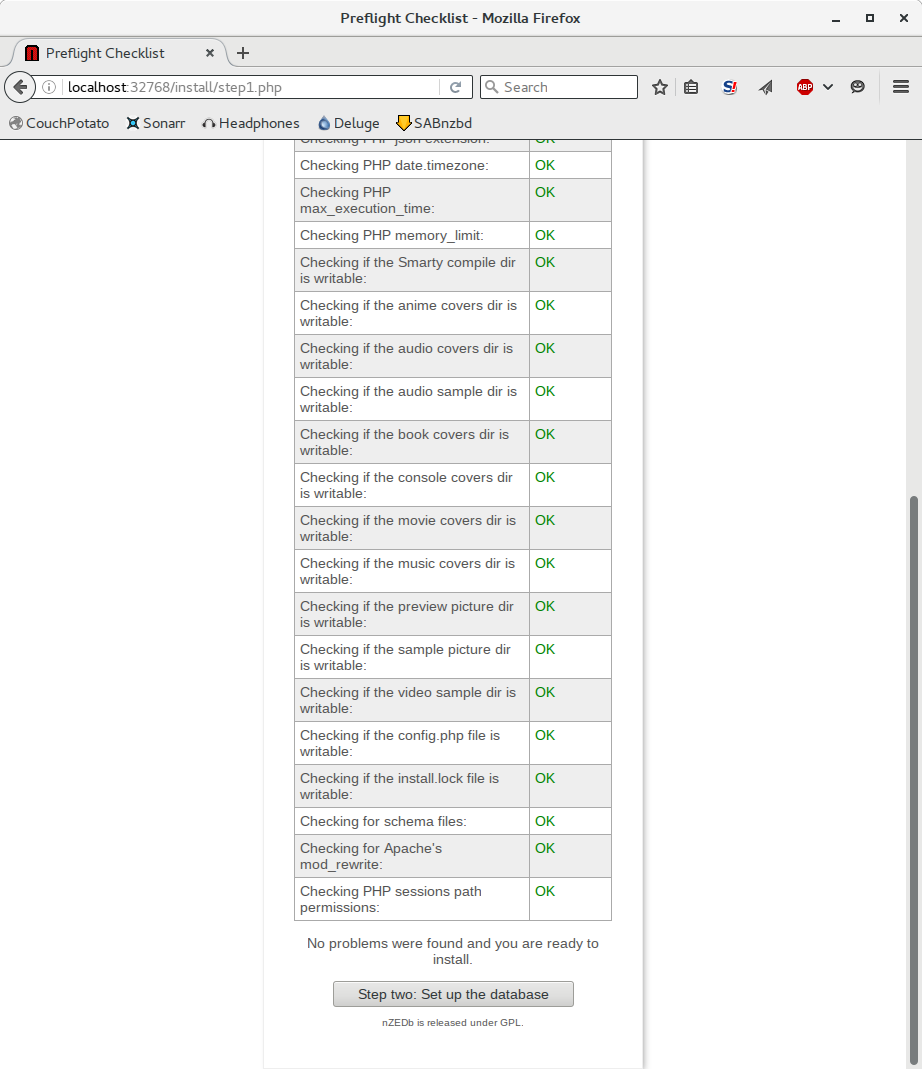 Preflight Checklist - Mozilla Firefox
Preflight Checklist
localhost:32768/install/step1.php
Search
S!
ABP
CouchPotato
Sonarr
Headphones
Deluge
SABnzbd
Checking PHP json extension: OK
Checking PHP date.timezone: OK
Checking PHP OK
max_execution_time:
Checking PHP memory_limit: OK
Checking if the Smarty compile dir OK
is writable:
Checking if the anime covers dir is OK
writable:
Checking if the audio covers dir is OK
writable:
Checking if the audio sample dir is OK
writable:
Checking if the book covers dir is OK
writable:
Checking if the console covers dir OK
is writable:
Checking if the movie covers dir is OK
writable:
Checking if the music covers dir is OK
writable:
Checking if the preview picture dir OK
is writable:
Checking if the sample picture dir OK
is writable:
Checking if the video sample dir is OK
writable:
Checking if the config.php file is OK
writable:
Checking if the install.lock file is OK
writable:
Checking for schema files: OK
Checking for Apache's OK
mod_rewrite:
Checking PHP sessions path OK
permissions:
No problems were found and you are ready to
install.
Step two: Set up the database
nZEDb is released under GPL.